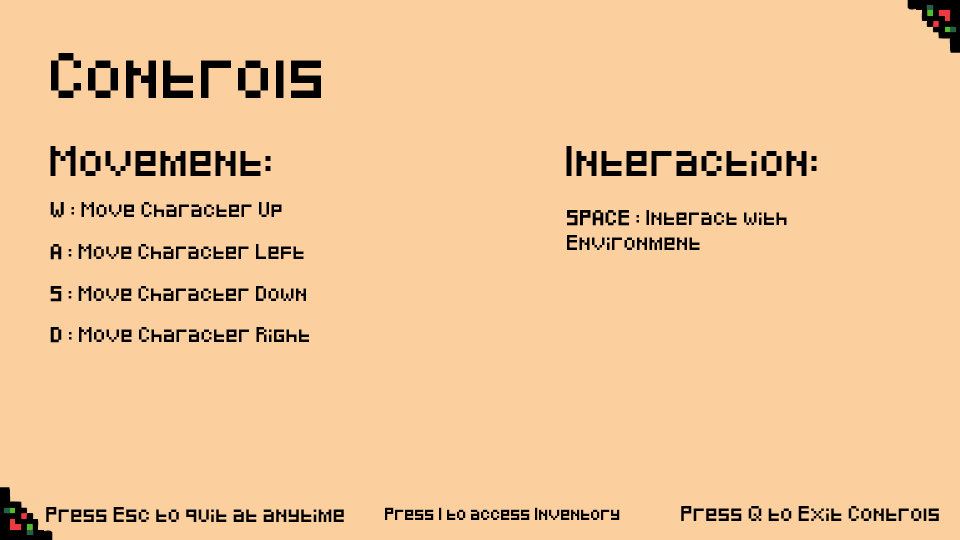 Controls
Movement:
W : Move Character Up
A : Move Character Left
S : Move Character Down
D : Move Character Right
Interaction:
SPACE : Interact with
Environment
Press Esc to quit at anytime
Press I to access Inventory
Press Q to Exit Controls